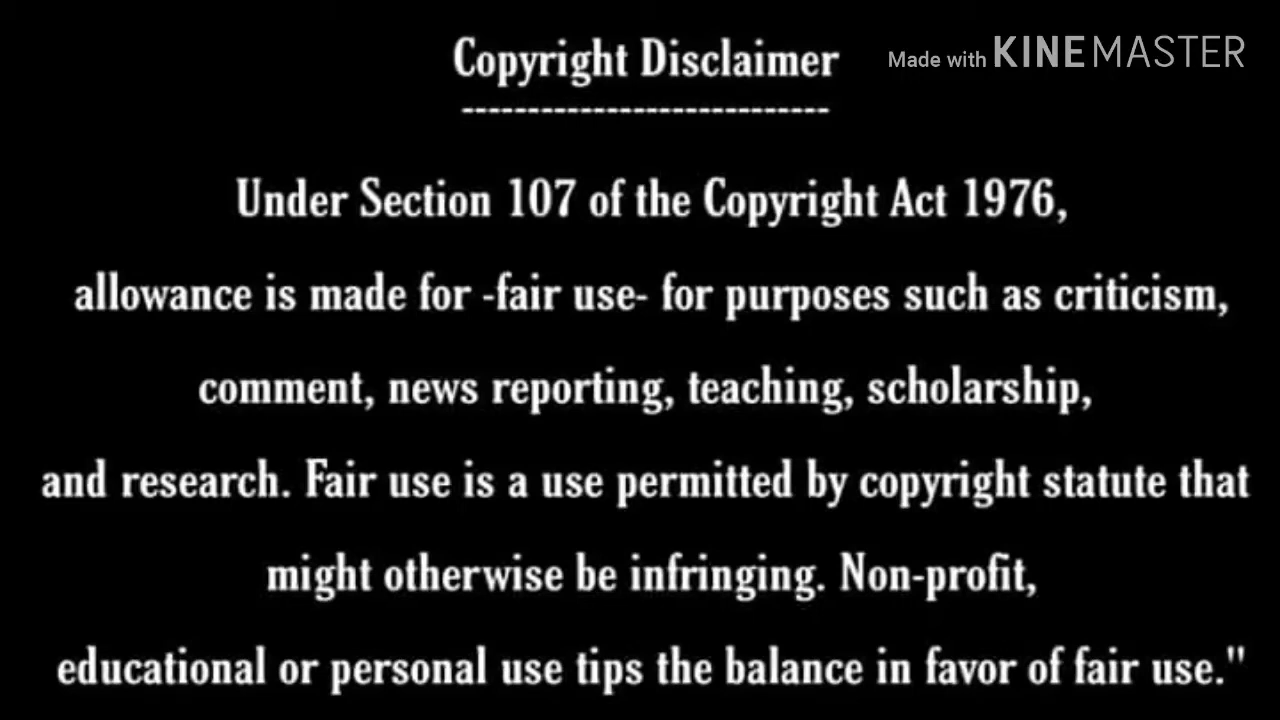 Copyright Disclaimer
Made with KINEMASTER
---------------------------
Under Section 107 of the Copyright Act 1976,
allowance is made for -fair use- for purposes such as criticism,
comment, news reporting, teaching, scholarship,
and research. Fair use is a use permitted by copyright statute that
might otherwise be infringing. Non-profit,
educational or personal use tips the balance in favor of fair use."